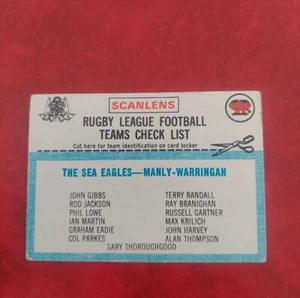 SCANLENS
RUGBY LEAGUE FOOTBALL
TEAMS CHECK LIST
Cut here for team identification on card locker
THE SEA EAGLES—MANLY-WARRINGAH
JOHN GIBBS
ROD JACKSON
PHIL LOWE
IAN MARTIN
GRAHAM EADIE
COL PARKES
TERRY RANDALL
RAY BRANIGHAN
RUSSELL GARTNER
MAX KRILICH
JOHN HARVEY
ALAN THOMPSON
GARY THOROUGHGOOD